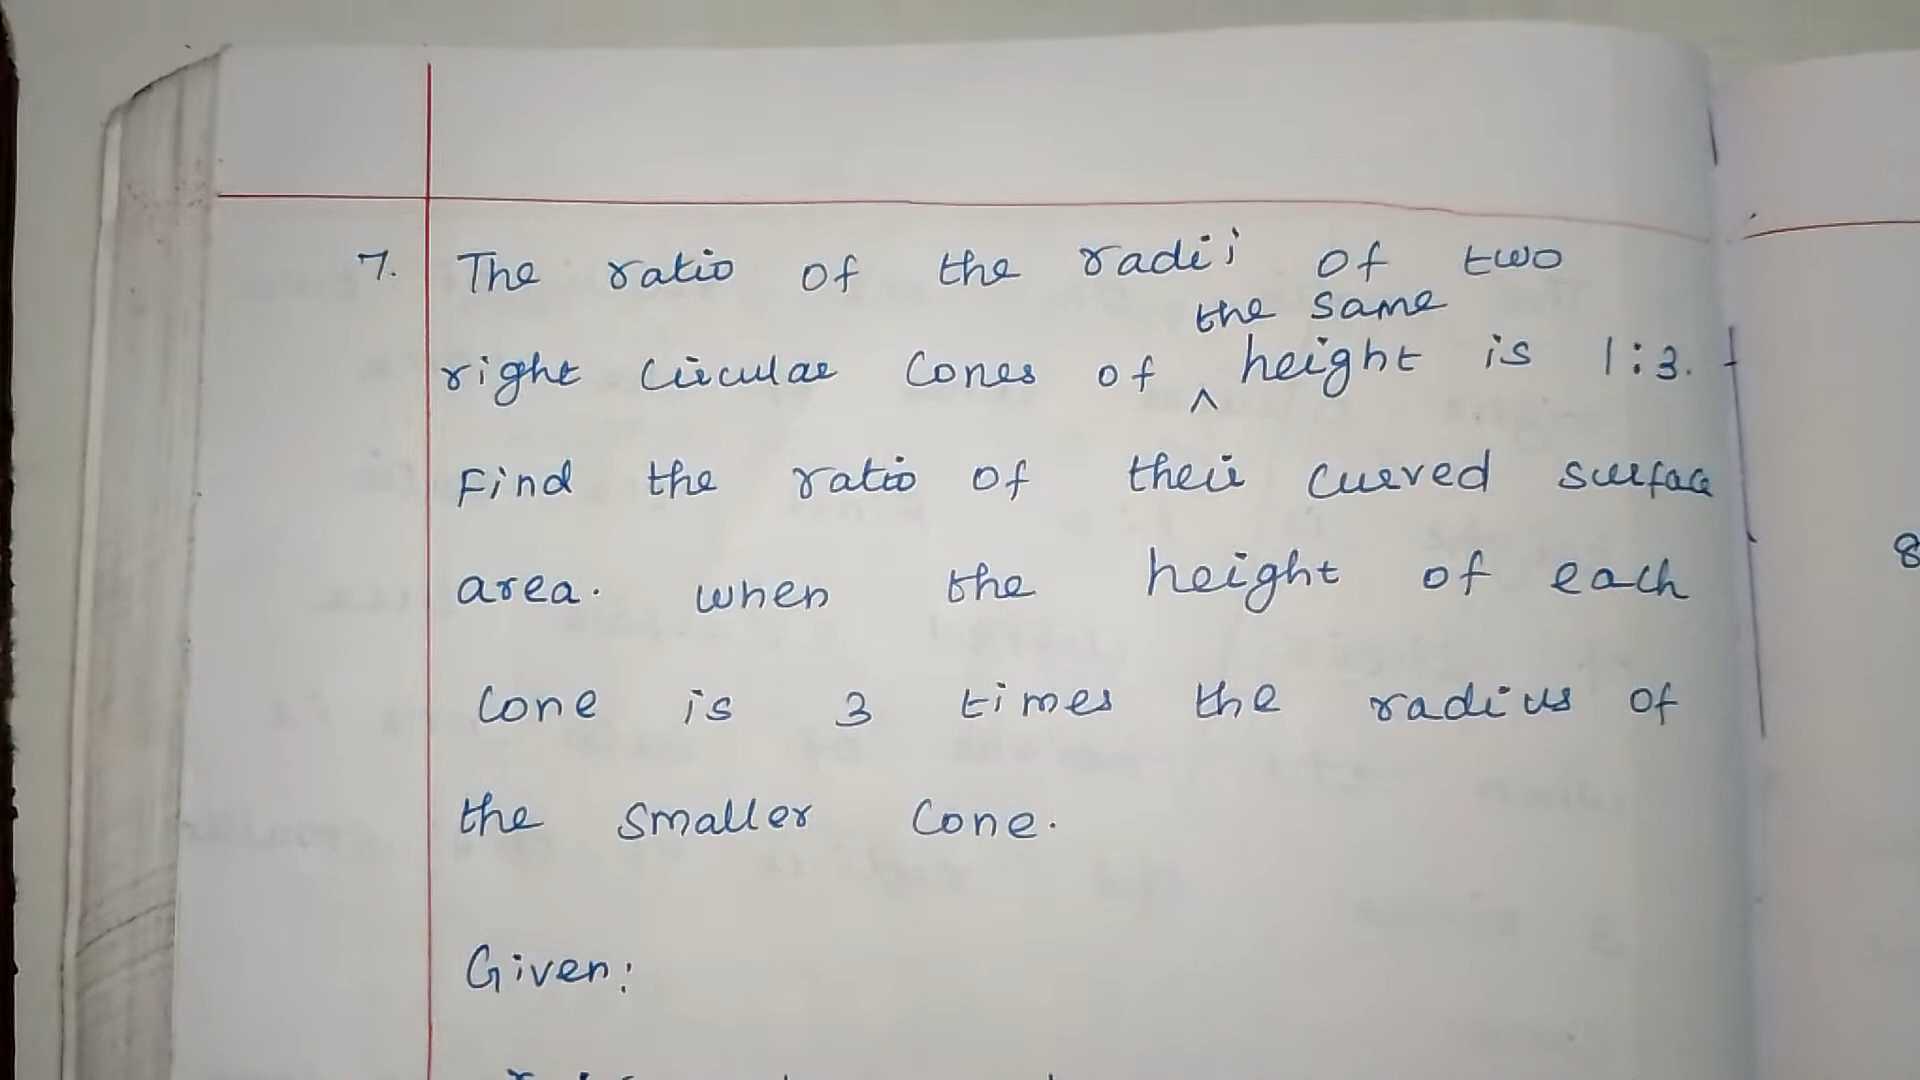 7. The ratio of the radii of two
the same
right circular cones of ^ height is 1:3.
Find the ratio of their curved surface
area. when the height of each
cone is 3 times the radius of
the smaller cone.
Given:
8